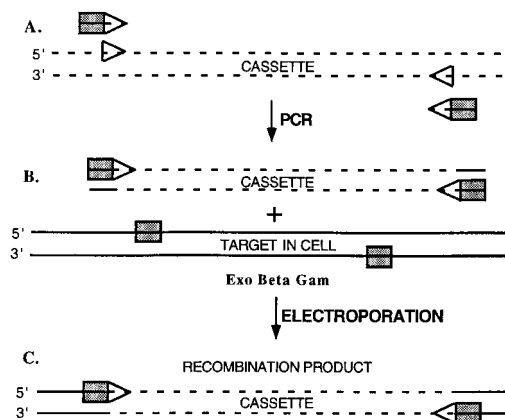 A.
5'
3'
CASSETTE
PCR
B.
CASSETTE
+
5'
3'
TARGET IN CELL
Exo Beta Gam
ELECTROPORATION
C.
RECOMBINATION PRODUCT
5'
3'
CASSETTE